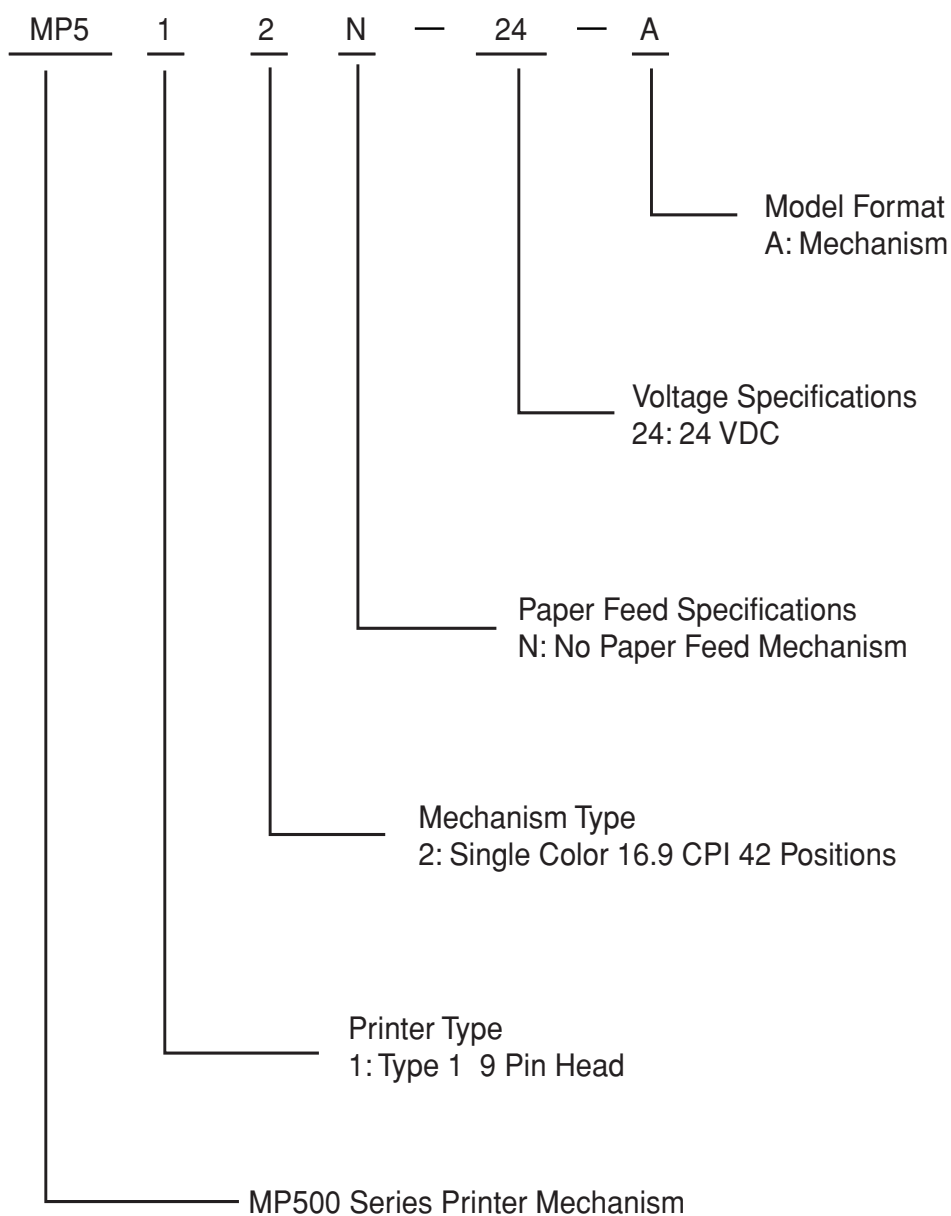 MP5 1 2 N — 24 — A
Model Format
A: Mechanism
Voltage Specifications
24: 24 VDC
Paper Feed Specifications
N: No Paper Feed Mechanism
Mechanism Type
2: Single Color 16.9 CPI 42 Positions
Printer Type
1: Type 1 9 Pin Head
MP500 Series Printer Mechanism